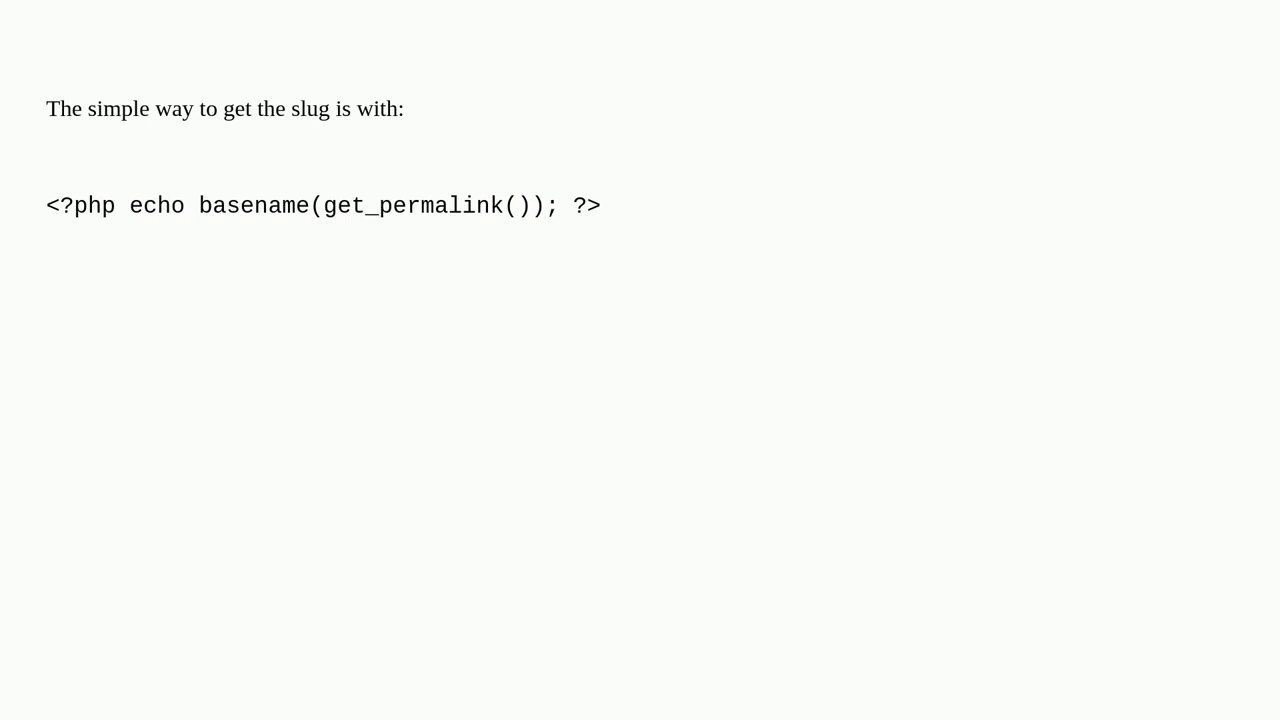 The simple way to get the slug is with:
<?php echo basename(get_permalink()); ?>